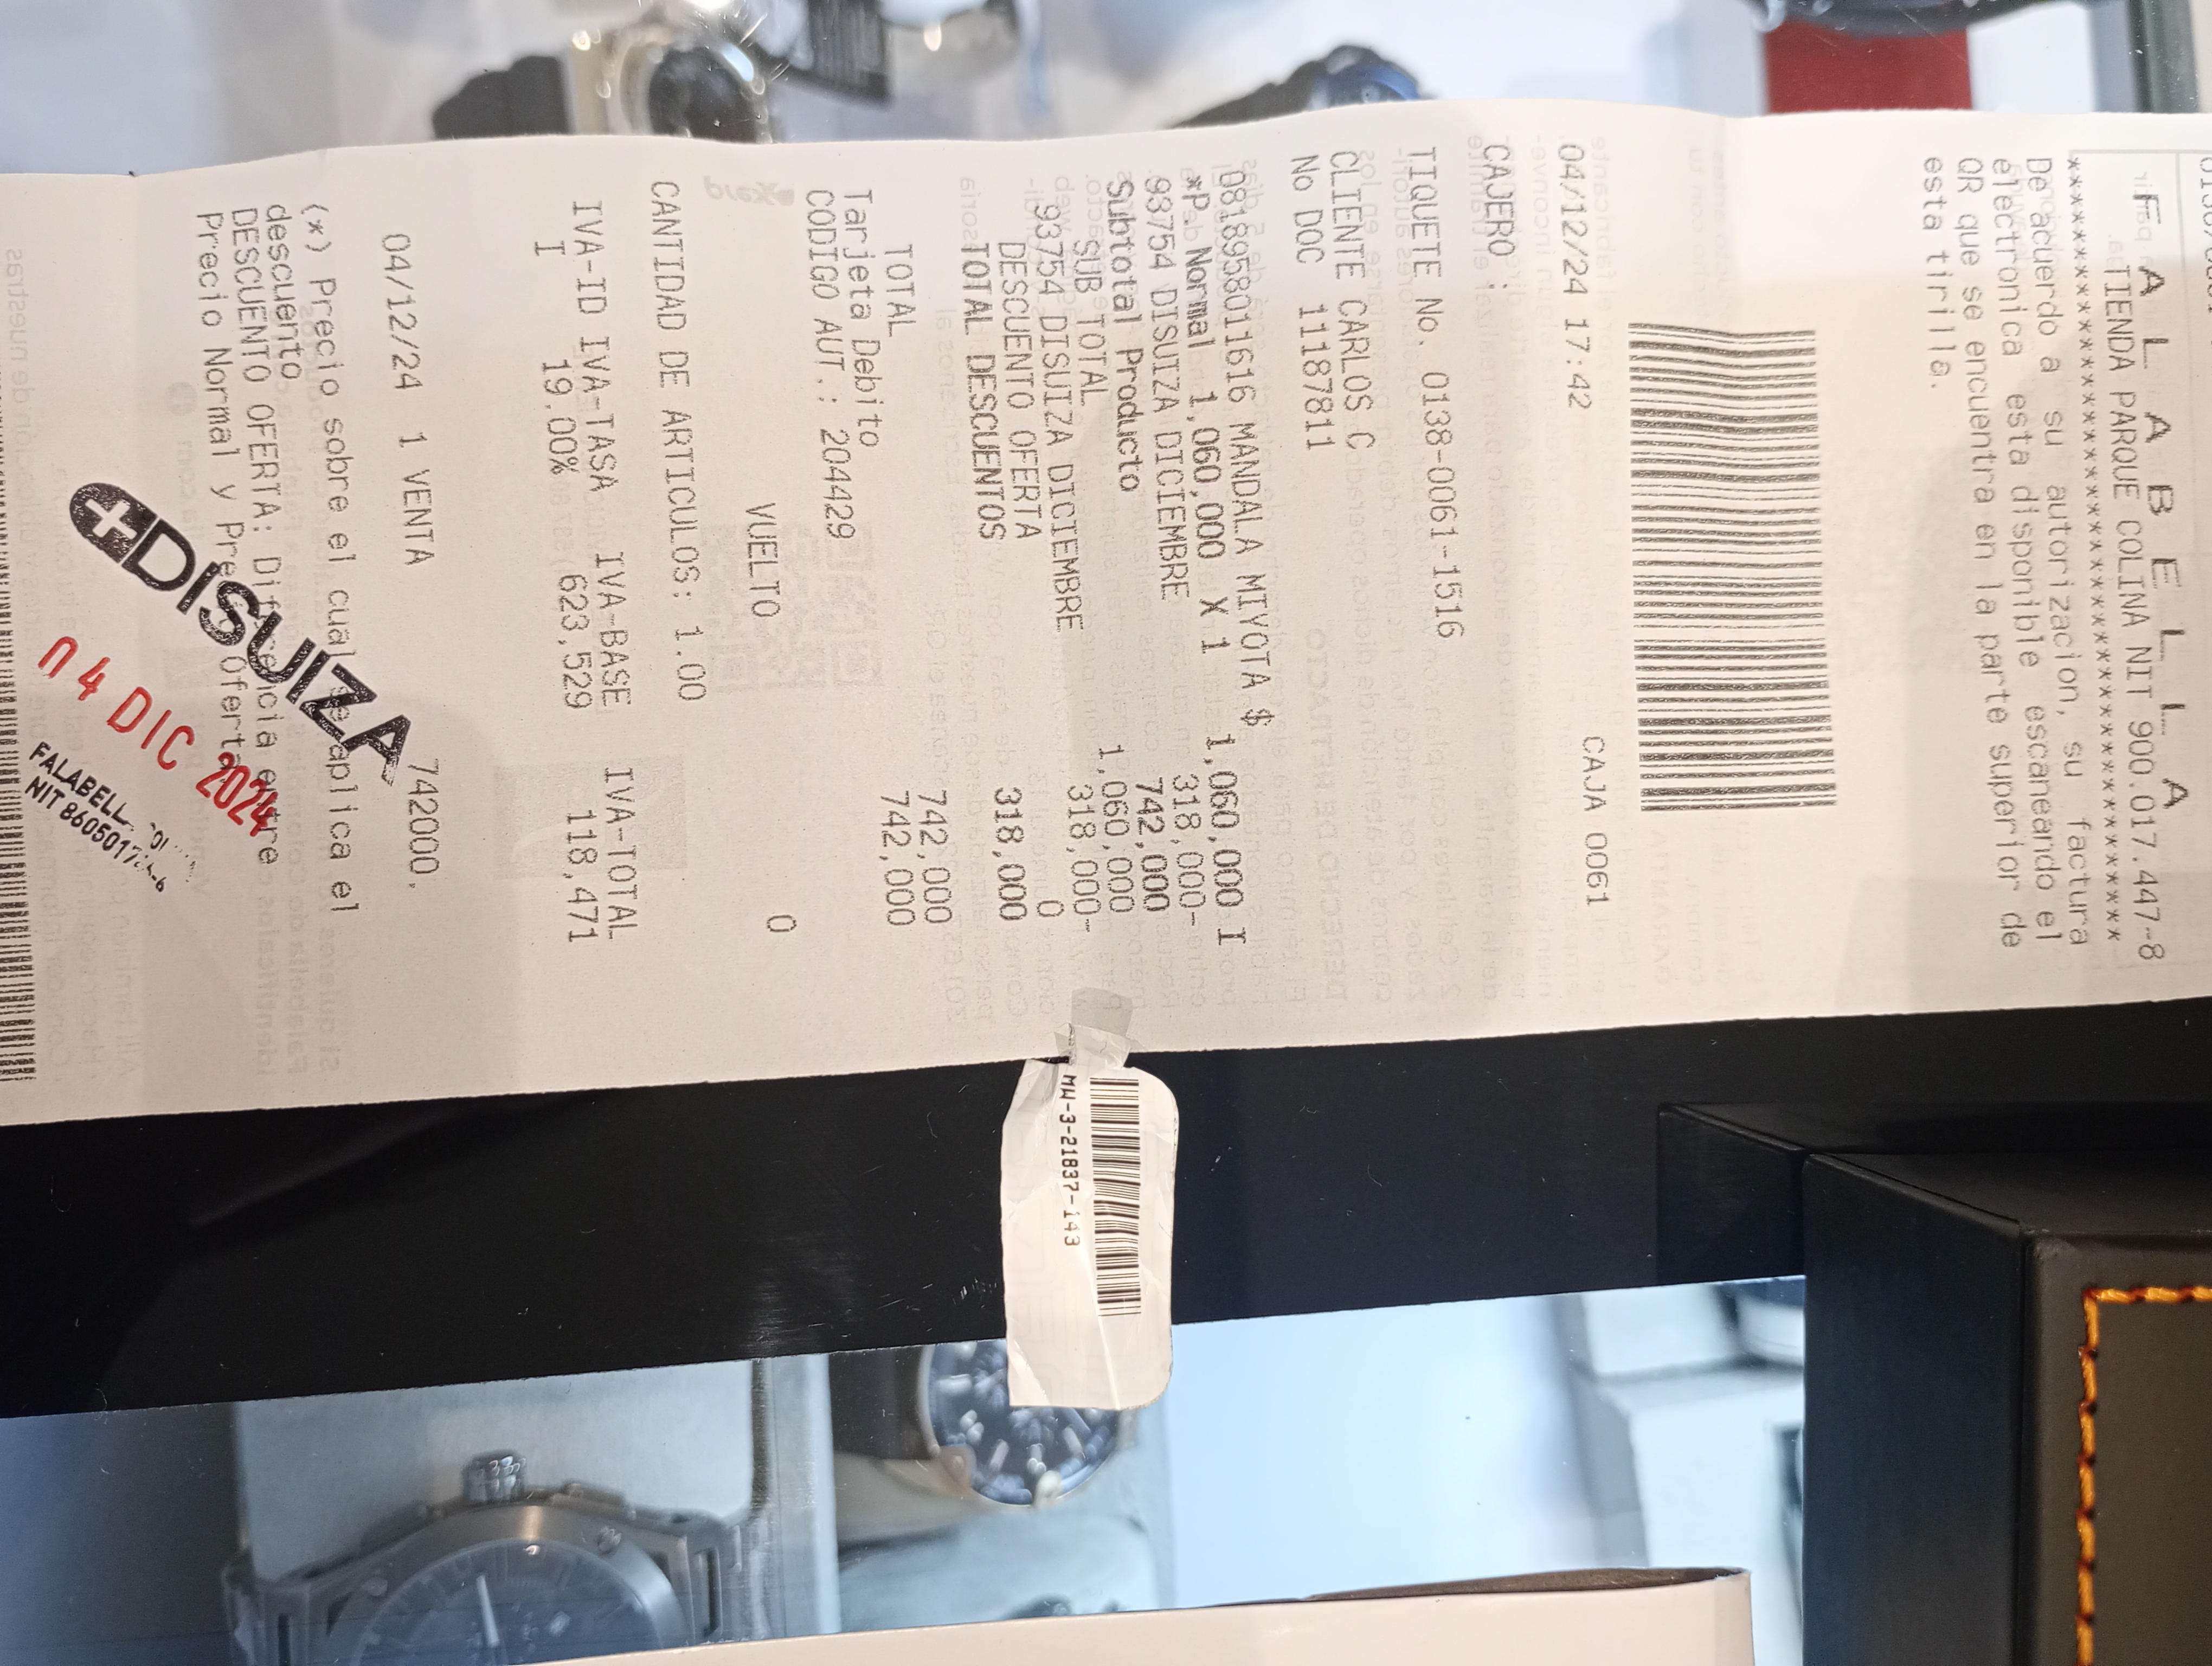 F A L A B E L L A
TIENDA PARQUE COLINA NIT 900.017.447-8
****************************************
De acuerdo a su autorizacion, su factura
electronica esta disponible escaneando el
QR que se encuentra en la parte superior de
esta tirilla.
04/12/24 17:42 CAJA 0061
CAJERO :
TIQUETE No. 0138-0061-1516
CLIENTE CARLOS C
No DOC 11187811
0818958011616 MANDALA MIYOTA $ 1,060,000 I
*P Normal 1,060,000 X 1 318,000-
93754 DISUIZA DICIEMBRE 742,000
Subtotal Producto 1,060,000
SUB TOTAL 318,000-
93754 DISUIZA DICIEMBRE 0
DESCUENTO OFERTA 318,000
TOTAL DESCUENTOS
742,000
TOTAL 742,000
Tarjeta Debito
CODIGO AUT.: 204429
VUELTO 0
CANTIDAD DE ARTICULOS: 1.00
IVA-ID IVA-TASA IVA-BASE IVA-TOTAL
I 19.00% 623,529 118,471
04/12/24 1 VENTA 742000.
(*) Precio sobre el cual se aplica el
descuento
DESCUENTO OFERTA: Diferencia entre
Precio Normal y Precio Oferta
DISUIZA
04 DIC 2024
MW-3-21837-143